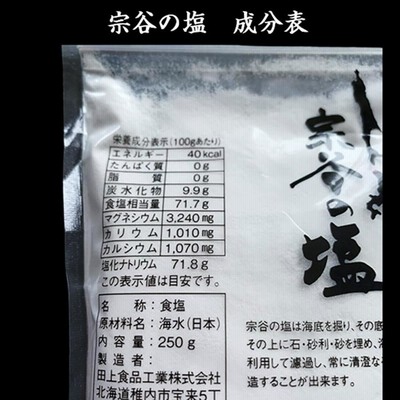 宗谷の塩 成分表
栄養成分表示(100gあたり)
エネルギー 40kcal
たんぱく質 0g
脂質 0g
炭水化物 9.9g
食塩相当量 71.7g
マグネシウム 3,240mg
カリウム 1,010mg
カルシウム 1,070mg
塩化ナトリウム 71.8g
この表示値は目安です。
名称:食塩
原材料名:海水(日本)
内容量:250g
製造者:
田上食品工業株式会社
北海道稚内市宝来5丁
宗谷の塩
宗谷の塩は海底を掘り、その底
その上に石・砂利・砂を埋め、海
利用して濾過し、常に清澄な
造することが出来ます。